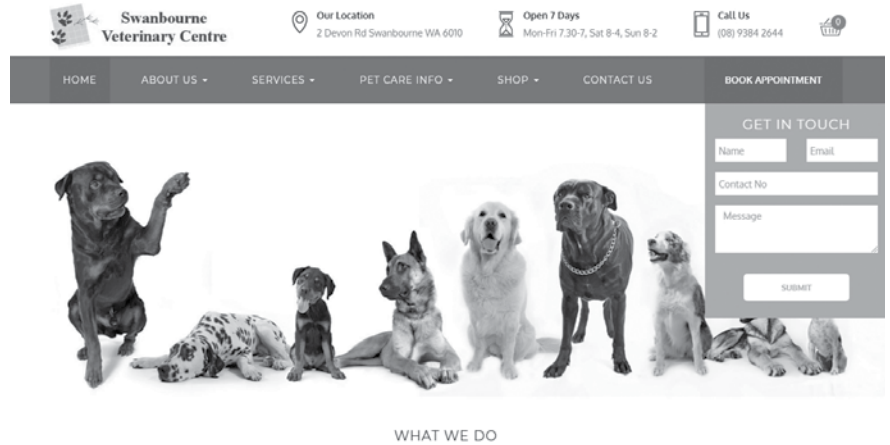 Swanbourne
Veterinary Centre
Our Location
2 Devon Rd Swanbourne WA 6010
Open 7 Days
Mon-Fri 7.30-7, Sat 8-4, Sun 8-2
Call Us
(08) 9384 2644
0
HOME
ABOUT US
SERVICES
PET CARE INFO
SHOP
CONTACT US
BOOK APPOINTMENT
GET IN TOUCH
Name
Email
Contact No
Message
SUBMIT
WHAT WE DO